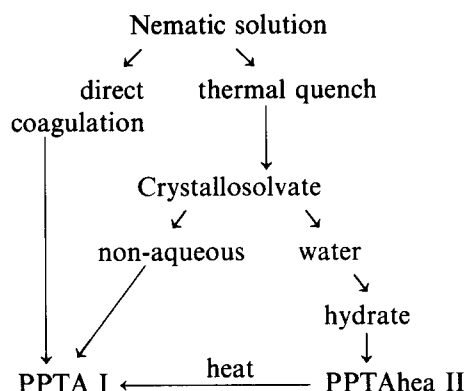 Nematic solution
direct thermal quench
coagulation
Crystallosolvate
non-aqueous water
hydrate
heat
PPTA I PPTAhea II